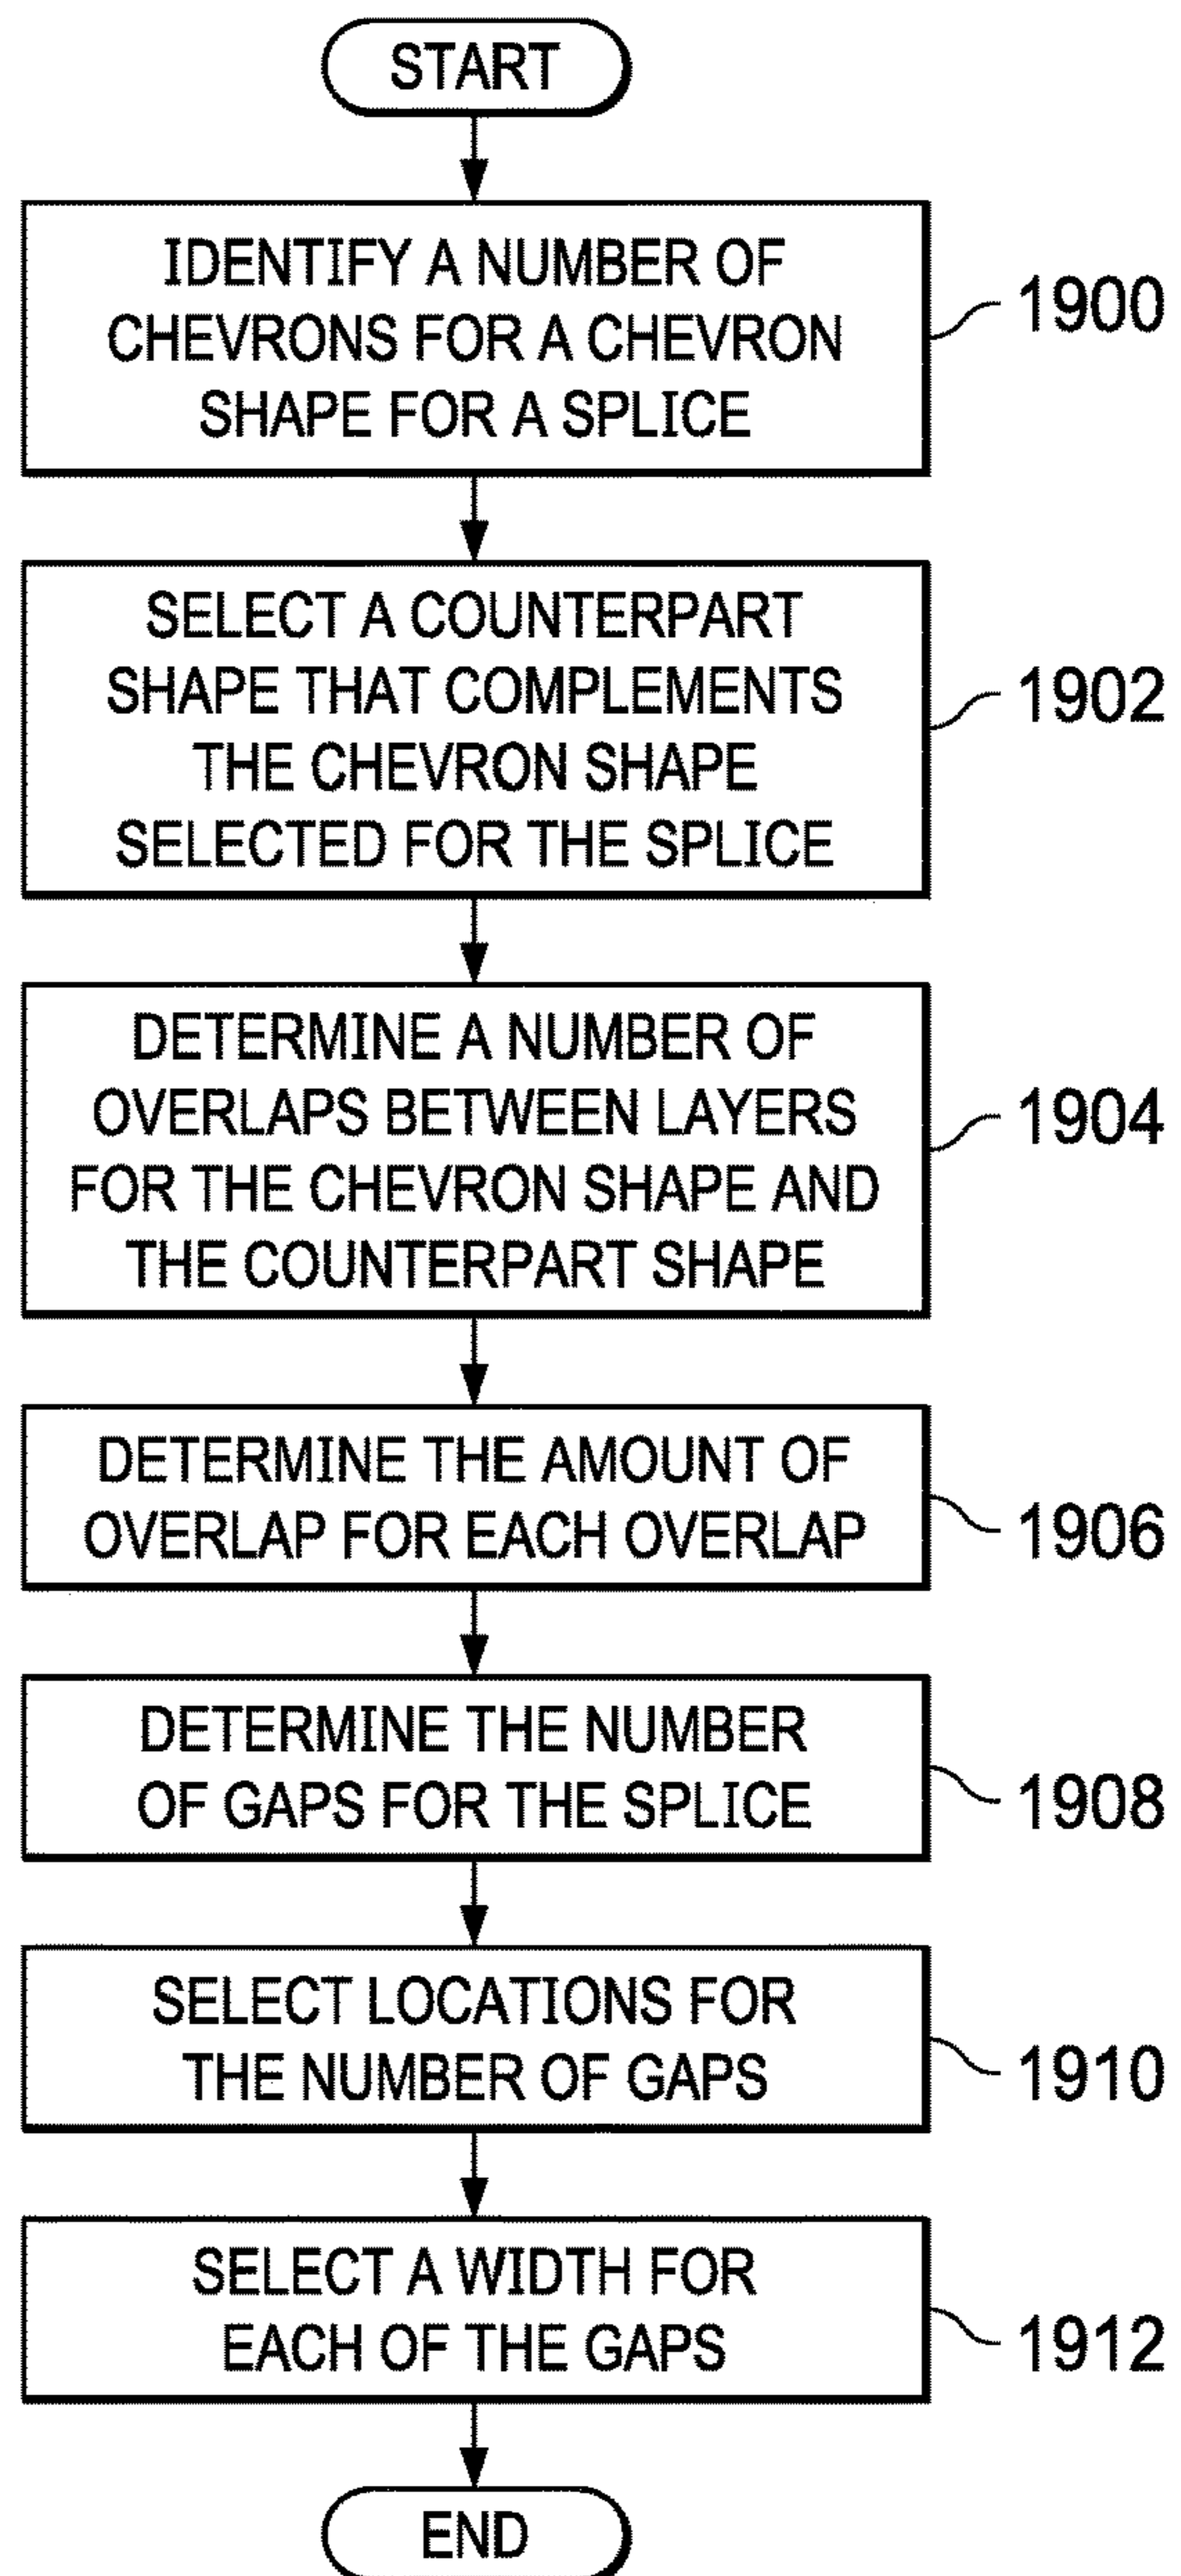 START
IDENTIFY A NUMBER OF
CHEVRONS FOR A CHEVRON
SHAPE FOR A SPLICE
1900
SELECT A COUNTERPART
SHAPE THAT COMPLEMENTS
THE CHEVRON SHAPE
SELECTED FOR THE SPLICE
1902
DETERMINE A NUMBER OF
OVERLAPS BETWEEN LAYERS
FOR THE CHEVRON SHAPE AND
THE COUNTERPART SHAPE
1904
DETERMINE THE AMOUNT OF
OVERLAP FOR EACH OVERLAP
1906
DETERMINE THE NUMBER
OF GAPS FOR THE SPLICE
1908
SELECT LOCATIONS FOR
THE NUMBER OF GAPS
1910
SELECT A WIDTH FOR
EACH OF THE GAPS
1912
END